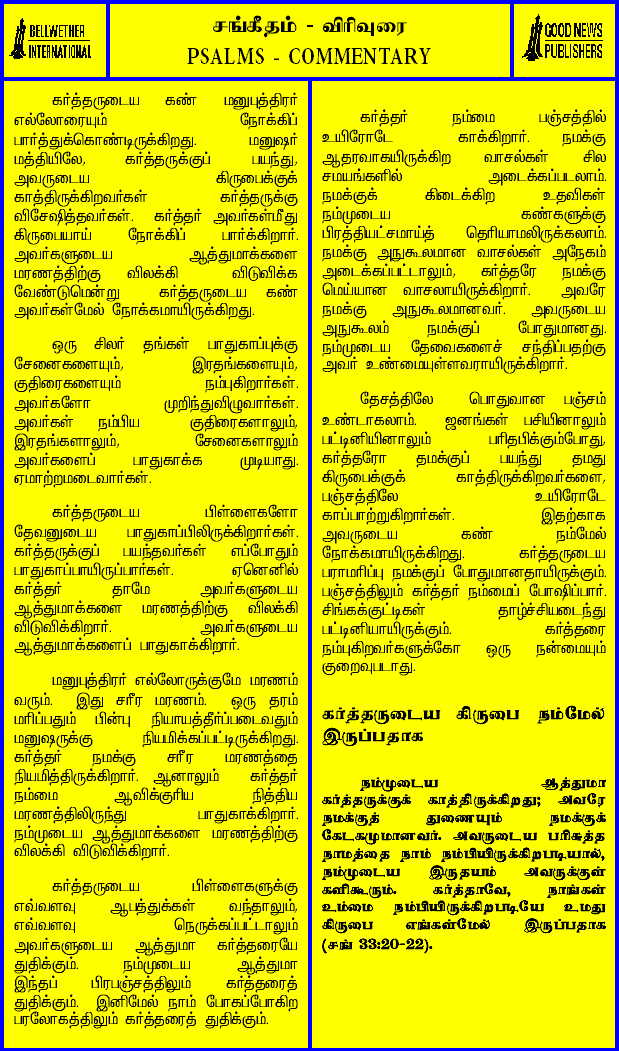 BELLWETHER
INTERNATIONAL
சங்கீதம் - விரிவுரை
PSALMS - COMMENTARY
GOOD NEWS
PUBLISHERS
கர்த்தருடைய கண் மனுபுத்திரர்
எல்லோரையும் நோக்கிப்
பார்த்துக்கொண்டிருக்கிறது. மனுஷர்
மத்தியிலே, கர்த்தருக்குப் பயந்து,
அவருடைய கிருபைக்குக்
காத்திருக்கிறவர்கள் கர்த்தருக்கு
விசேஷித்தவர்கள். கர்த்தர் அவர்கள்மீது
கிருபையாய் நோக்கிப் பார்க்கிறார்.
அவர்களுடைய ஆத்துமாக்களை
மரணத்திற்கு விலக்கி விடுவிக்க
வேண்டுமென்று கர்த்தருடைய கண்
அவர்கள்மேல் நோக்கமாயிருக்கிறது.
ஒரு சிலர் தங்கள் பாதுகாப்புக்கு
சேனைகளையும், இரதங்களையும்,
குதிரைகளையும் நம்புகிறார்கள்.
அவர்களோ முறிந்துவிழுவார்கள்.
அவர்கள் நம்பிய குதிரைகளாலும்,
இரதங்களாலும், சேனைகளாலும்
அவர்களைப் பாதுகாக்க முடியாது.
ஏமாற்றமடைவார்கள்.
கர்த்தருடைய பிள்ளைகளோ
தேவனுடைய பாதுகாப்பிலிருக்கிறார்கள்.
கர்த்தருக்குப் பயந்தவர்கள் எப்போதும்
பாதுகாப்பாயிருப்பார்கள். ஏனெனில்
கர்த்தர் தாமே அவர்களுடைய
ஆத்துமாக்களை மரணத்திற்கு விலக்கி
விடுவிக்கிறார். அவர்களுடைய
ஆத்துமாக்களைப் பாதுகாக்கிறார்.
மனுபுத்திரர் எல்லோருக்குமே மரணம்
வரும். இது சரீர மரணம். ஒரு தரம்
மரிப்பதும் பின்பு நியாயத்தீர்ப்படைவதும்
மனுஷருக்கு நியமிக்கப்பட்டிருக்கிறது.
கர்த்தர் நமக்கு சரீர மரணத்தை
நியமித்திருக்கிறார். ஆனாலும் கர்த்தர்
நம்மை ஆவிக்குரிய நித்திய
மரணத்திலிருந்து பாதுகாக்கிறார்.
நம்முடைய ஆத்துமாக்களை மரணத்திற்கு
விலக்கி விடுவிக்கிறார்.
கர்த்தருடைய பிள்ளைகளுக்கு
எவ்வளவு ஆபத்துக்கள் வந்தாலும்,
எவ்வளவு நெருக்கப்பட்டாலும்
அவர்களுடைய ஆத்துமா கர்த்தரையே
துதிக்கும். நம்முடைய ஆத்துமா
இந்தப் பிரபஞ்சத்திலும் கர்த்தரைத்
துதிக்கும். இனிமேல் நாம் போகப்போகிற
பரலோகத்திலும் கர்த்தரைத் துதிக்கும்.
கர்த்தர் நம்மை பஞ்சத்தில்
உயிரோடே காக்கிறார். நமக்கு
ஆதரவாகயிருக்கிற வாசல்கள் சில
சமயங்களில் அடைக்கப்படலாம்.
நமக்குக் கிடைக்கிற உதவிகள்
நம்முடைய கண்களுக்கு
பிரத்தியட்சமாய்த் தெரியாமலிருக்கலாம்.
நமக்கு அநுகூலமான வாசல்கள் அநேகம்
அடைக்கப்பட்டாலும், கர்த்தரே நமக்கு
மெய்யான வாசலாயிருக்கிறார். அவரே
நமக்கு அநுகூலமானவர். அவருடைய
அநுகூலம் நமக்குப் போதுமானது.
நம்முடைய தேவைகளைச் சந்திப்பதற்கு
அவர் உண்மையுள்ளவராயிருக்கிறார்.
தேசத்திலே பொதுவான பஞ்சம்
உண்டாகலாம். ஜனங்கள் பசியினாலும்
பட்டினியினாலும் பரிதபிக்கும்போது,
கர்த்தரோ தமக்குப் பயந்து தமது
கிருபைக்குக் காத்திருக்கிறவர்களை,
பஞ்சத்திலே உயிரோடே
காப்பாற்றுகிறார்கள். இதற்காக
அவருடைய கண் நம்மேல்
நோக்கமாயிருக்கிறது. கர்த்தருடைய
பராமரிப்பு நமக்குப் போதுமானதாயிருக்கும்.
பஞ்சத்திலும் கர்த்தர் நம்மைப் போஷிப்பார்.
சிங்கக்குட்டிகள் தாழ்ச்சியடைந்து
பட்டினியாயிருக்கும். கர்த்தரை
நம்புகிறவர்களுக்கோ ஒரு நன்மையும்
குறைவுபடாது.
கர்த்தருடைய கிருபை நம்மேல்
இருப்பதாக
நம்முடைய ஆத்துமா
கர்த்தருக்குக் காத்திருக்கிறது; அவரே
நமக்குத் துணையும் நமக்குக்
கேடகமுமானவர். அவருடைய பரிசுத்த
நாமத்தை நாம் நம்பியிருக்கிறபடியால்,
நம்முடைய இருதயம் அவருக்குள்
களிகூரும். கர்த்தாவே, நாங்கள்
உம்மை நம்பியிருக்கிறபடியே உமது
கிருபை எங்கள்மேல் இருப்பதாக
(சங் 33:20-22).